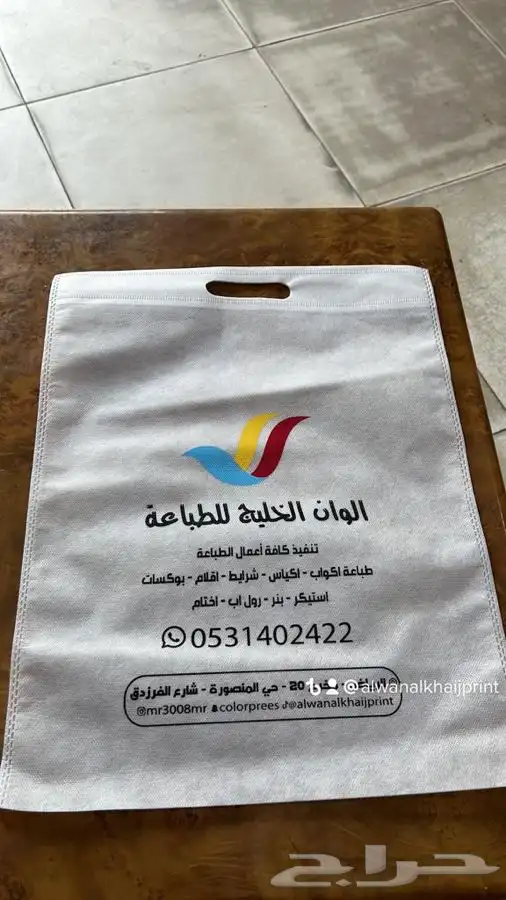 الوان الخليج للطباعة
تنفيذ كافة أعمال الطباعة
طباعة اكواب - اكياس - شرايط - اقلام - بوكسات
استيكر - بنر - رول اب - اختام
0531402422
20 - حي المنصورة - شارع الفرزدق
@alwanalkhaijprint
mr3008mr colorprees @alwanalkhaijprint
حراج